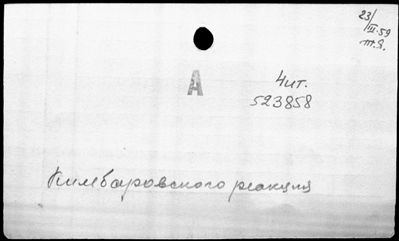 23/
III.59
т.я.
А
Чит.
523858
Кимбаровского реакция